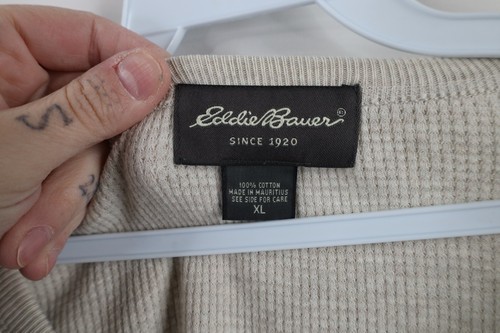 Eddie Bauer®
SINCE 1920
100% COTTON
MADE IN MAURITIUS
SEE SIDE FOR CARE
XL